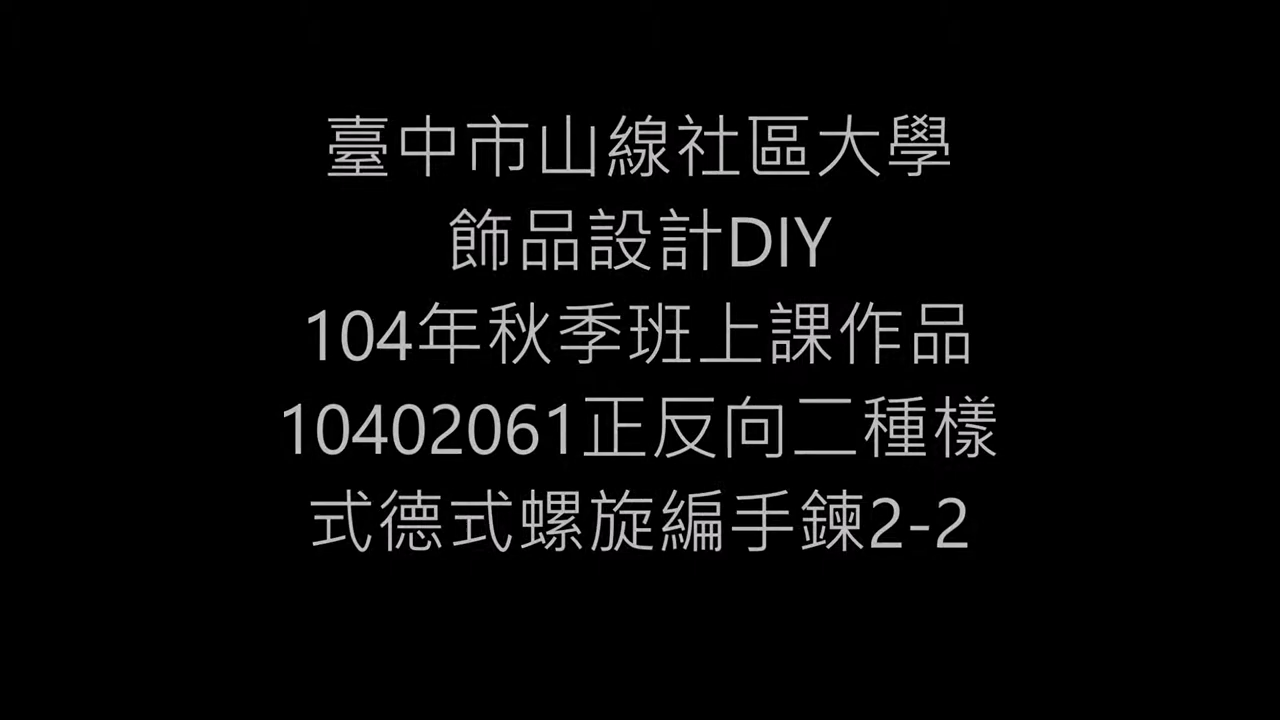 臺中市山線社區大學
飾品設計DIY
104年秋季班上課作品
10402061正反向二種樣
式德式螺旋編手鍊2-2